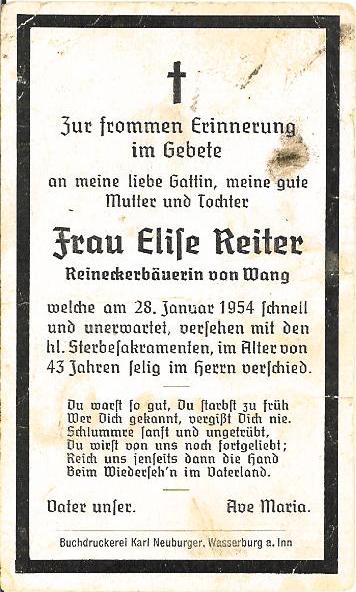 Zur frommen Erinnerung
im Gebete
an meine liebe Gattin, meine gute
Mutter und Tochter
Frau Elise Reiter
Reineckerbäuerin von Wang
welche am 28. Januar 1954 schnell
und unerwartet, versehen mit den
hl. Sterbesakramenten, im Alter von
43 Jahren selig im Herrn verschied.
Du warst so gut, Du starbst zu früh
Wer Dich gekannt, vergißt Dich nie.
Schlummre sanft und ungetrübt,
Du wirst von uns noch fortgeliebt;
Reich uns jenseits dann die Hand
Beim Wiederseh'n im Vaterland.
Vater unser. Ave Maria.
Buchdruckerei Karl Neuburger, Wasserburg a. Inn